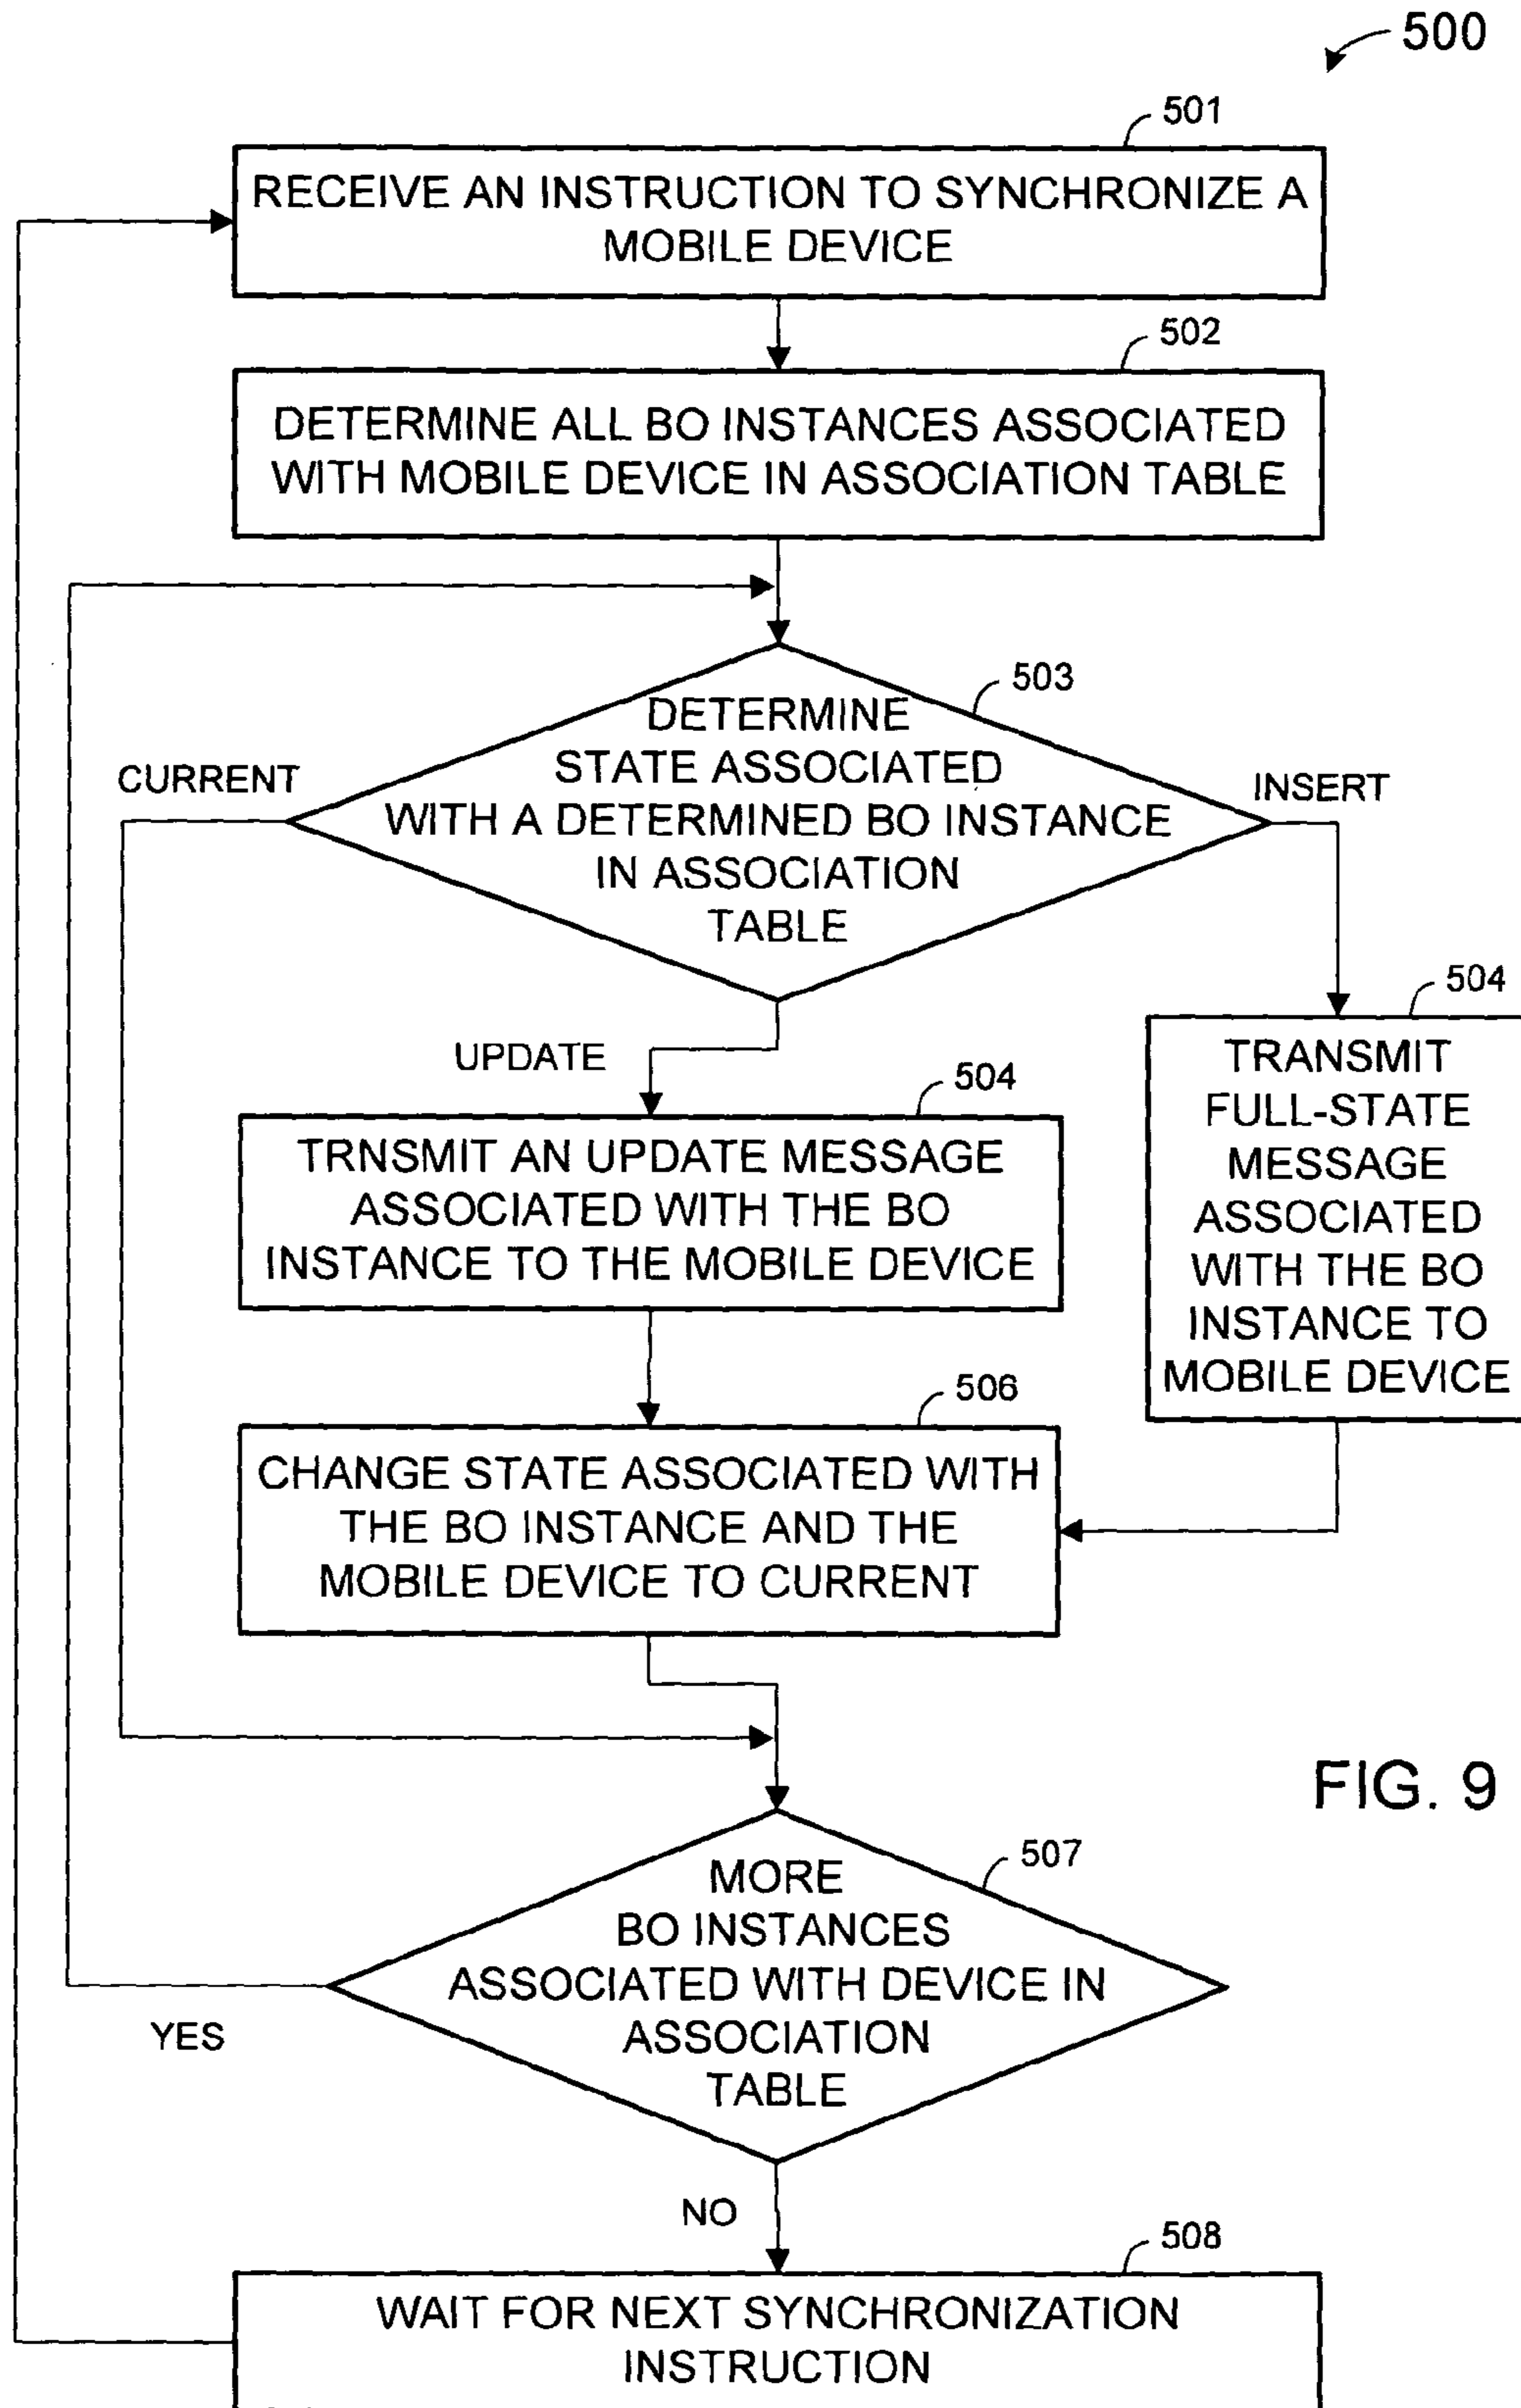 500
501
RECEIVE AN INSTRUCTION TO SYNCHRONIZE A
MOBILE DEVICE
502
DETERMINE ALL BO INSTANCES ASSOCIATED
WITH MOBILE DEVICE IN ASSOCIATION TABLE
503
DETERMINE
STATE ASSOCIATED
WITH A DETERMINED BO INSTANCE
IN ASSOCIATION
TABLE
CURRENT
INSERT
UPDATE
504
TRNSMIT AN UPDATE MESSAGE
ASSOCIATED WITH THE BO
INSTANCE TO THE MOBILE DEVICE
504
TRANSMIT
FULL-STATE
MESSAGE
ASSOCIATED
WITH THE BO
INSTANCE TO
MOBILE DEVICE
506
CHANGE STATE ASSOCIATED WITH
THE BO INSTANCE AND THE
MOBILE DEVICE TO CURRENT
FIG. 9
507
MORE
BO INSTANCES
ASSOCIATED WITH DEVICE IN
ASSOCIATION
TABLE
YES
NO
508
WAIT FOR NEXT SYNCHRONIZATION
INSTRUCTION